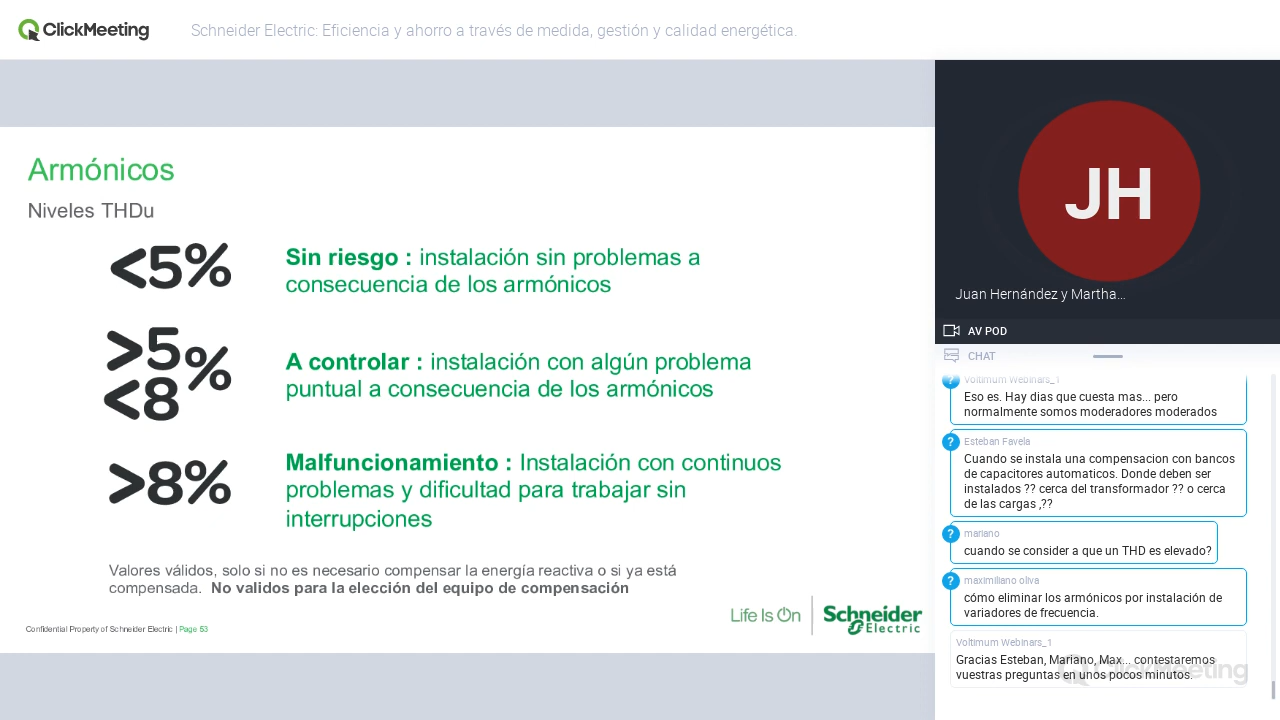 ClickMeeting
Schneider Electric: Eficiencia y ahorro a través de medida, gestión y calidad energética.
Armónicos
Niveles THDu
<5%
Sin riesgo : instalación sin problemas a
consecuencia de los armónicos
>5
<8 %
A controlar : instalación con algún problema
puntual a consecuencia de los armónicos
>8%
Malfuncionamiento : Instalación con continuos
problemas y dificultad para trabajar sin
interrupciones
Valores válidos, solo si no es necesario compensar la energía reactiva o si ya está
compensada. No validos para la elección del equipo de compensación
Life Is On
Schneider
Electric
Confidential Property of Schneider Electric | Page 53
JH
Juan Hernández y Martha...
AV POD
CHAT
Voltimum Webinars_1
Eso es. Hay dias que cuesta mas... pero
normalmente somos moderadores moderados
?
Esteban Favela
Cuando se instala una compensacion con bancos
de capacitores automaticos. Donde deben ser
instalados ?? cerca del transformador ?? o cerca
de las cargas ,??
?
mariano
cuando se consider a que un THD es elevado?
?
maximiliano oliva
cómo eliminar los armónicos por instalación de
variadores de frecuencia.
Voltimum Webinars_1
Gracias Esteban, Mariano, Max... contestaremos
vuestras preguntas en unos pocos minutos.
ClickMeeting